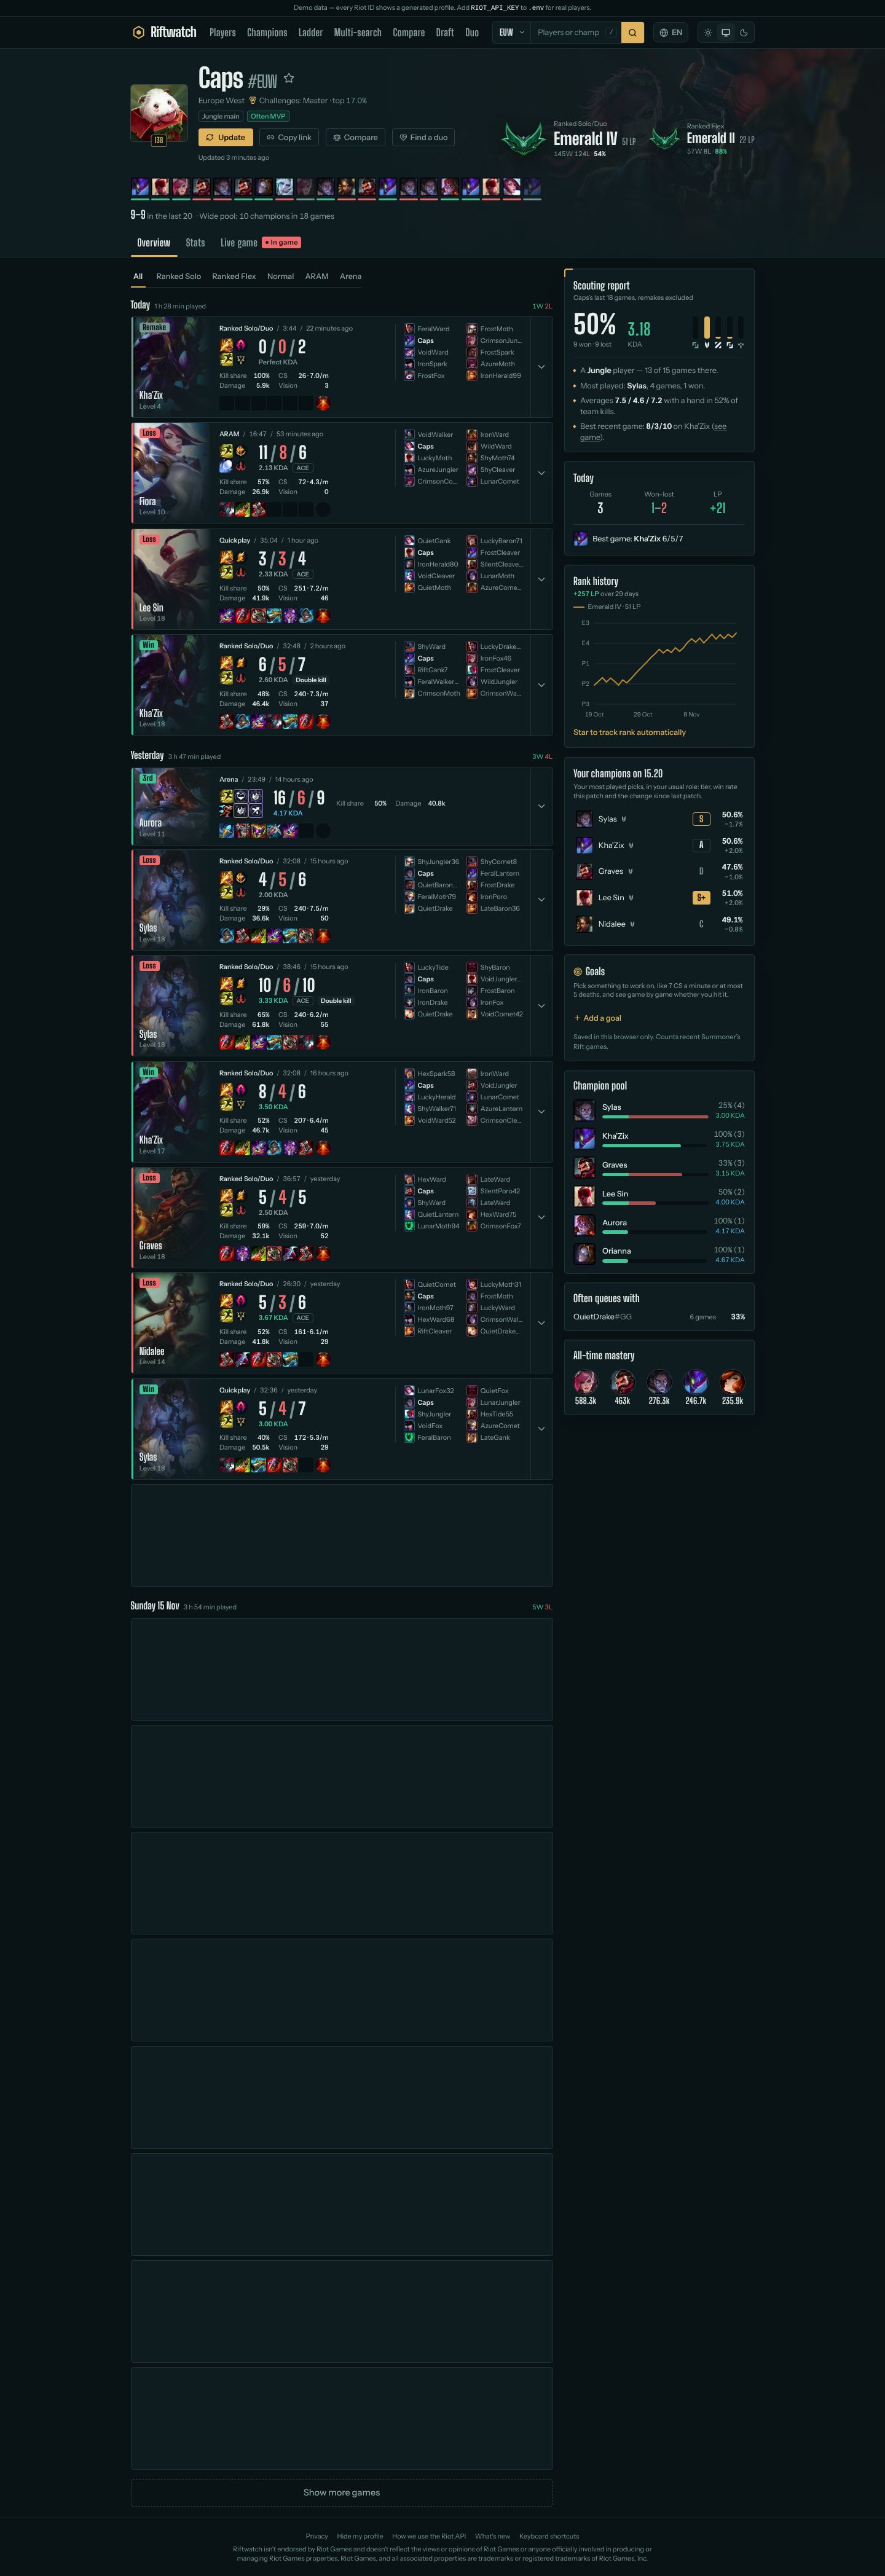 Demo data — every Riot ID shows a generated profile. Add RIOT_API_KEY to .env for real players.
Riftwatch Players Champions Ladder Multi-search Compare Draft Duo EUW Players or champ / EN
Caps #EUW
Europe West Challenges: Master · top 17.0%
Jungle main Often MVP
Update Copy link Compare Find a duo
Updated 3 minutes ago
138
Ranked Solo/Duo
Emerald IV 51 LP
145W 124L · 54%
Ranked Flex
Emerald II 22 LP
57W 8L · 88%
9–9 in the last 20 · Wide pool: 10 champions in 18 games
Overview Stats Live game In game
All Ranked Solo Ranked Flex Normal ARAM Arena
Today 1 h 28 min played 1W 2L
Remake
Kha'Zix
Level 4
Ranked Solo/Duo / 3:44 / 22 minutes ago
0 / 0 / 2
Perfect KDA
Kill share 100% CS 26 · 7.0/m
Damage 5.9k Vision 3
FeralWard FrostMoth
Caps CrimsonJun...
VoidWard FrostSpark
IronSpark AzureMoth
FrostFox IronHerald99
Loss
Fiora
Level 10
ARAM / 16:47 / 53 minutes ago
11 / 8 / 6
2.13 KDA ACE
Kill share 57% CS 72 · 4.3/m
Damage 26.9k Vision 0
VoidWalker IronWard
Caps WildWard
LuckyMoth ShyMoth74
AzureJungler ShyCleaver
CrimsonCo... LunarComet
Loss
Lee Sin
Level 18
Quickplay / 35:04 / 1 hour ago
3 / 3 / 4
2.33 KDA ACE
Kill share 50% CS 251 · 7.2/m
Damage 41.9k Vision 46
QuietGank LuckyBaron71
Caps FrostCleaver
IronHerald80 SilentCleave...
VoidCleaver LunarMoth
QuietMoth AzureCome...
Win
Kha'Zix
Level 18
Ranked Solo/Duo / 32:48 / 2 hours ago
6 / 5 / 7
2.60 KDA Double kill
Kill share 48% CS 240 · 7.3/m
Damage 46.4k Vision 37
ShyWard LuckyDrake...
Caps IronFox46
RiftGank7 FrostCleaver
FeralWalker... WildJungler
CrimsonMoth CrimsonWa...
Yesterday 3 h 47 min played 3W 4L
3rd
Aurora
Level 11
Arena / 23:49 / 14 hours ago
16 / 6 / 9
4.17 KDA
Kill share 50% Damage 40.8k
Loss
Sylas
Level 18
Ranked Solo/Duo / 32:08 / 15 hours ago
4 / 5 / 6
2.00 KDA
Kill share 29% CS 240 · 7.5/m
Damage 36.6k Vision 50
ShyJungler36 ShyComet8
Caps FeralLantern
QuietBaron... FrostDrake
FeralMoth79 IronPoro
QuietDrake LateBaron36
Loss
Sylas
Level 18
Ranked Solo/Duo / 38:46 / 15 hours ago
10 / 6 / 10
3.33 KDA ACE Double kill
Kill share 65% CS 240 · 6.2/m
Damage 61.8k Vision 55
LuckyTide ShyBaron
Caps VoidJungler...
IronBaron FrostBaron
IronDrake IronFox
QuietDrake VoidComet42
Win
Kha'Zix
Level 17
Ranked Solo/Duo / 32:08 / 16 hours ago
8 / 4 / 6
3.50 KDA
Kill share 52% CS 207 · 6.4/m
Damage 46.7k Vision 45
HexSpark58 IronWard
Caps VoidJungler
LuckyHerald LunarComet
ShyWalker71 AzureLantern
VoidWard52 CrimsonCle...
Loss
Graves
Level 18
Ranked Solo/Duo / 36:57 / yesterday
5 / 4 / 5
2.50 KDA
Kill share 59% CS 259 · 7.0/m
Damage 32.1k Vision 52
HexWard LateWard
Caps SilentPoro42
ShyWard LateWard
QuietLantern HexWard75
LunarMoth94 CrimsonFox7
Loss
Nidalee
Level 14
Ranked Solo/Duo / 26:30 / yesterday
5 / 3 / 6
3.67 KDA ACE
Kill share 52% CS 161 · 6.1/m
Damage 41.8k Vision 29
QuietComet LuckyMoth31
Caps FrostMoth
IronMoth97 LuckyWard
HexWard68 CrimsonWal...
RiftCleaver QuietDrake...
Win
Sylas
Level 18
Quickplay / 32:36 / yesterday
5 / 4 / 7
3.00 KDA
Kill share 40% CS 172 · 5.3/m
Damage 50.5k Vision 29
LunarFox32 QuietFox
Caps LunarJungler
ShyJungler HexTide55
VoidFox AzureComet
FeralBaron LateGank
Sunday 15 Nov 3 h 54 min played 5W 3L
Show more games
Scouting report
Caps's last 18 games, remakes excluded
50% 3.18
9 won · 9 lost KDA
A Jungle player — 13 of 15 games there.
Most played: Sylas, 4 games, 1 won.
Averages 7.5 / 4.6 / 7.2 with a hand in 52% of
team kills.
Best recent game: 8/3/10 on Kha'Zix (see
game).
Today
Games Won-lost LP
3 1–2 +21
Best game: Kha'Zix 6/5/7
Rank history
+257 LP over 29 days
Emerald IV · 51 LP
E3
E4
P1
P2
P3
19 Oct 29 Oct 8 Nov
Star to track rank automatically
Your champions on 15.20
Your most played picks, in your usual role: tier, win rate
this patch and the change since last patch.
Sylas S 50.6%
−1.7%
Kha'Zix A 50.6%
+2.0%
Graves D 47.6%
−1.0%
Lee Sin S+ 51.0%
+2.0%
Nidalee C 49.1%
−0.8%
Goals
Pick something to work on, like 7 CS a minute or at most
5 deaths, and see game by game whether you hit it.
+ Add a goal
Saved in this browser only. Counts recent Summoner's
Rift games.
Champion pool
Sylas 25% (4)
3.00 KDA
Kha'Zix 100% (3)
3.75 KDA
Graves 33% (3)
3.15 KDA
Lee Sin 50% (2)
4.00 KDA
Aurora 100% (1)
4.17 KDA
Orianna 100% (1)
4.67 KDA
Often queues with
QuietDrake#GG 6 games 33%
All-time mastery
588.3k 463k 276.3k 246.7k 235.9k
Privacy Hide my profile How we use the Riot API What's new Keyboard shortcuts
Riftwatch isn't endorsed by Riot Games and doesn't reflect the views or opinions of Riot Games or anyone officially involved in producing or
managing Riot Games properties. Riot Games, and all associated properties are trademarks or registered trademarks of Riot Games, Inc.